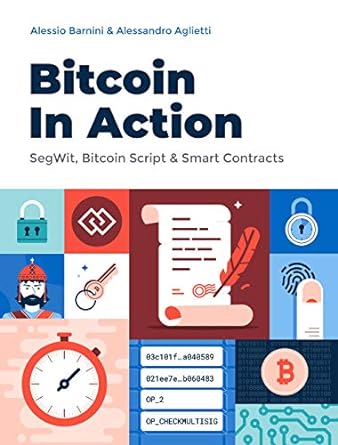 Alessio Barnini & Alessandro Aglietti
Bitcoin
In Action
SegWit, Bitcoin Script & Smart Contracts
03c101f…a040589
021ee7e…b060483
OP_2
OP_CHECKMULTISIG